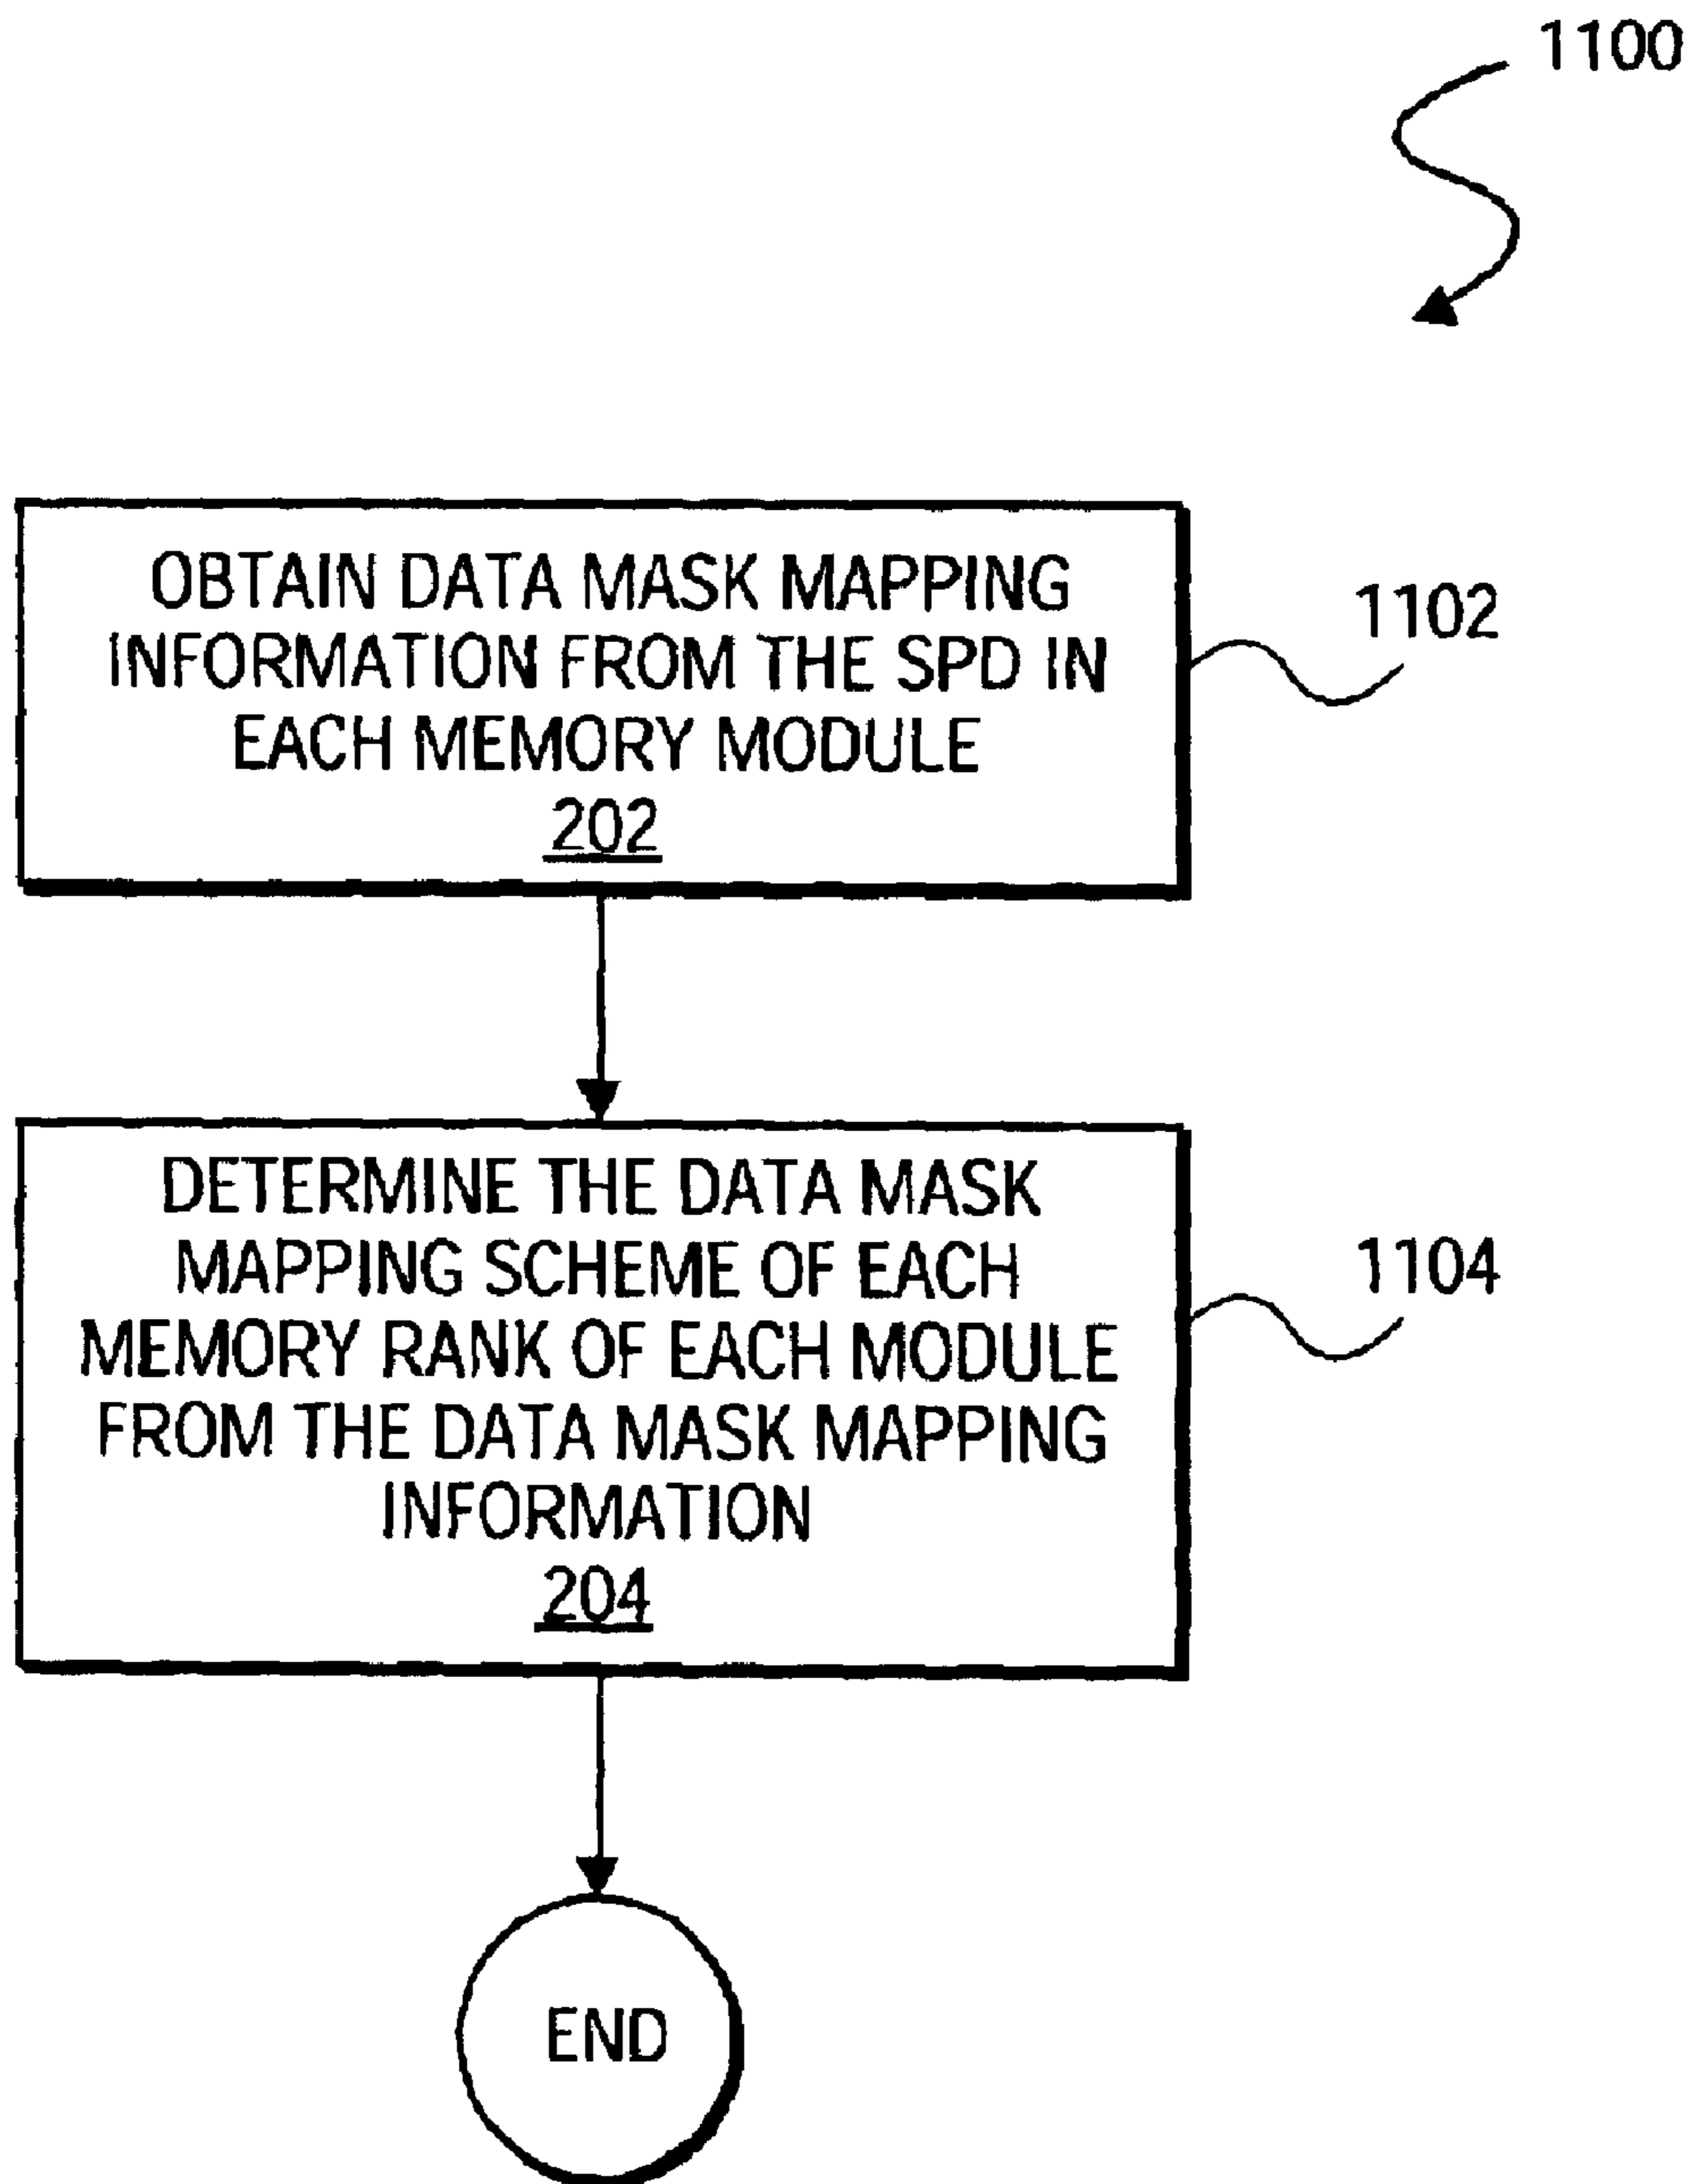 1100
OBTAIN DATA MASK MAPPING
INFORMATION FROM THE SPD IN
EACH MEMORY MODULE
202
1102
DETERMINE THE DATA MASK
MAPPING SCHEME OF EACH
MEMORY RANK OF EACH MODULE
FROM THE DATA MASK MAPPING
INFORMATION
204
1104
END